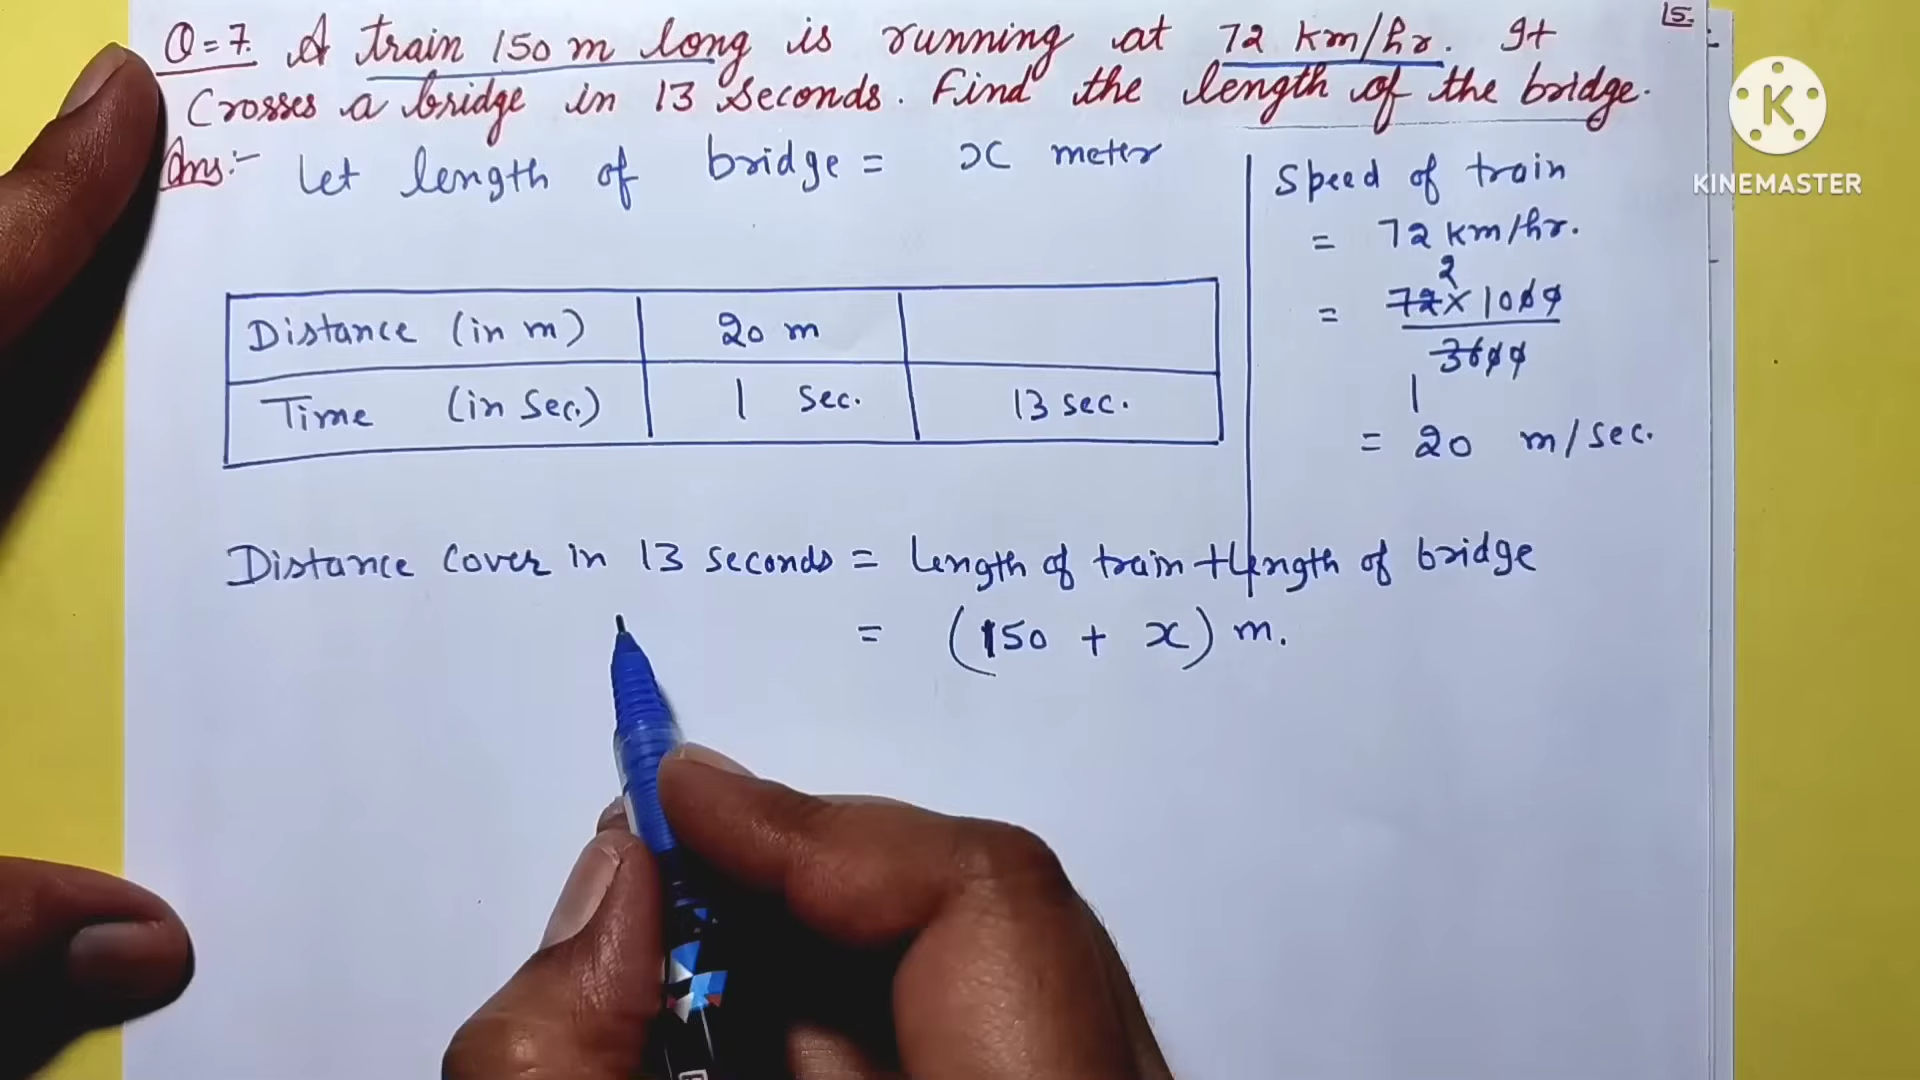 15.
Q=7. A train 150 m long is running at 72 km/hr. It
Crosses a bridge in 13 seconds. Find the length of the bridge.
Ans:- Let length of bridge = x meter
Speed of train
= 72 km/hr.
2
= 72 x 1000
3600
1
= 20 m/sec.
Distance (in m) 20 m
Time (in Sec.) 1 Sec. 13 sec.
Distance cover in 13 seconds = length of train + length of bridge
= (150 + x) m.
K
KINEMASTER